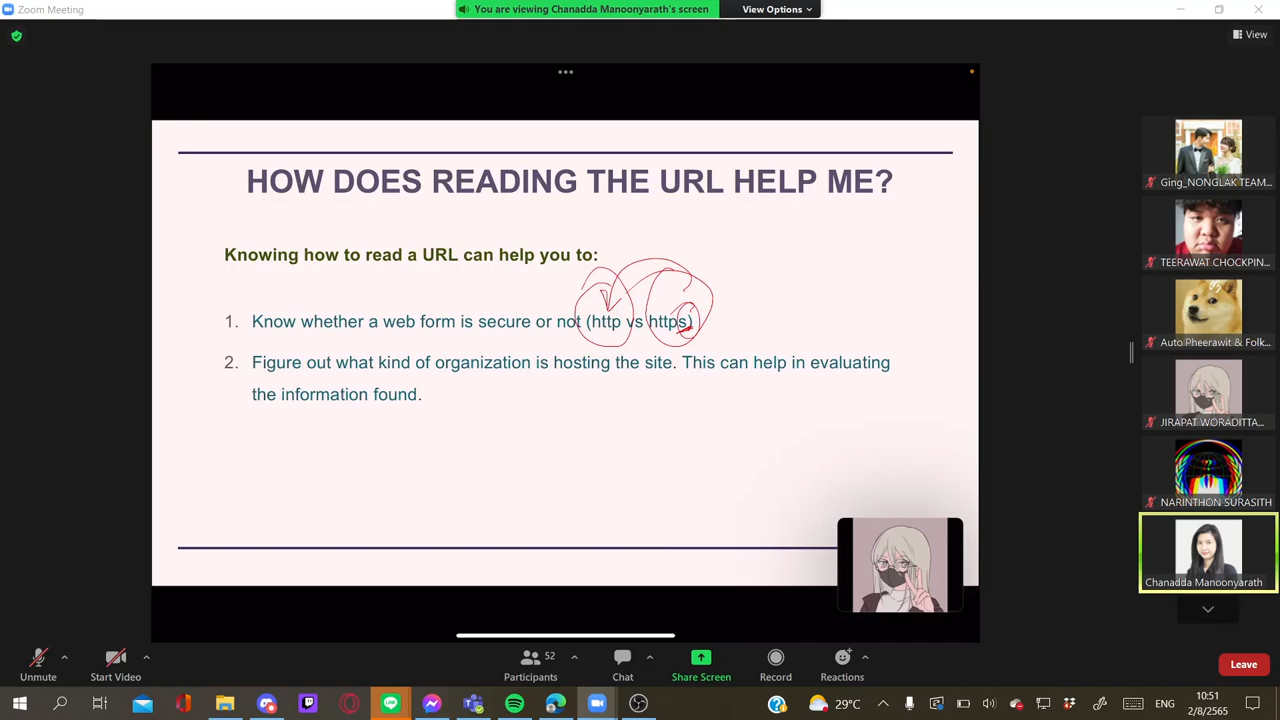 Zoom Meeting
You are viewing Chanadda Manoonyarath's screen
View Options
View
HOW DOES READING THE URL HELP ME?
Knowing how to read a URL can help you to:
1. Know whether a web form is secure or not (http vs https)
2. Figure out what kind of organization is hosting the site. This can help in evaluating
the information found.
Ging_NONGLAK TEAM...
TEERAWAT CHOCKPIN...
Auto Pheerawit & Folk...
JIRAPAT WORADITTA...
NARINTHON SURASITH
Chanadda Manoonyarath
Unmute
Start Video
52
Participants
Chat
Share Screen
Record
Reactions
Leave
29°C
ENG
10:51
2/8/2565